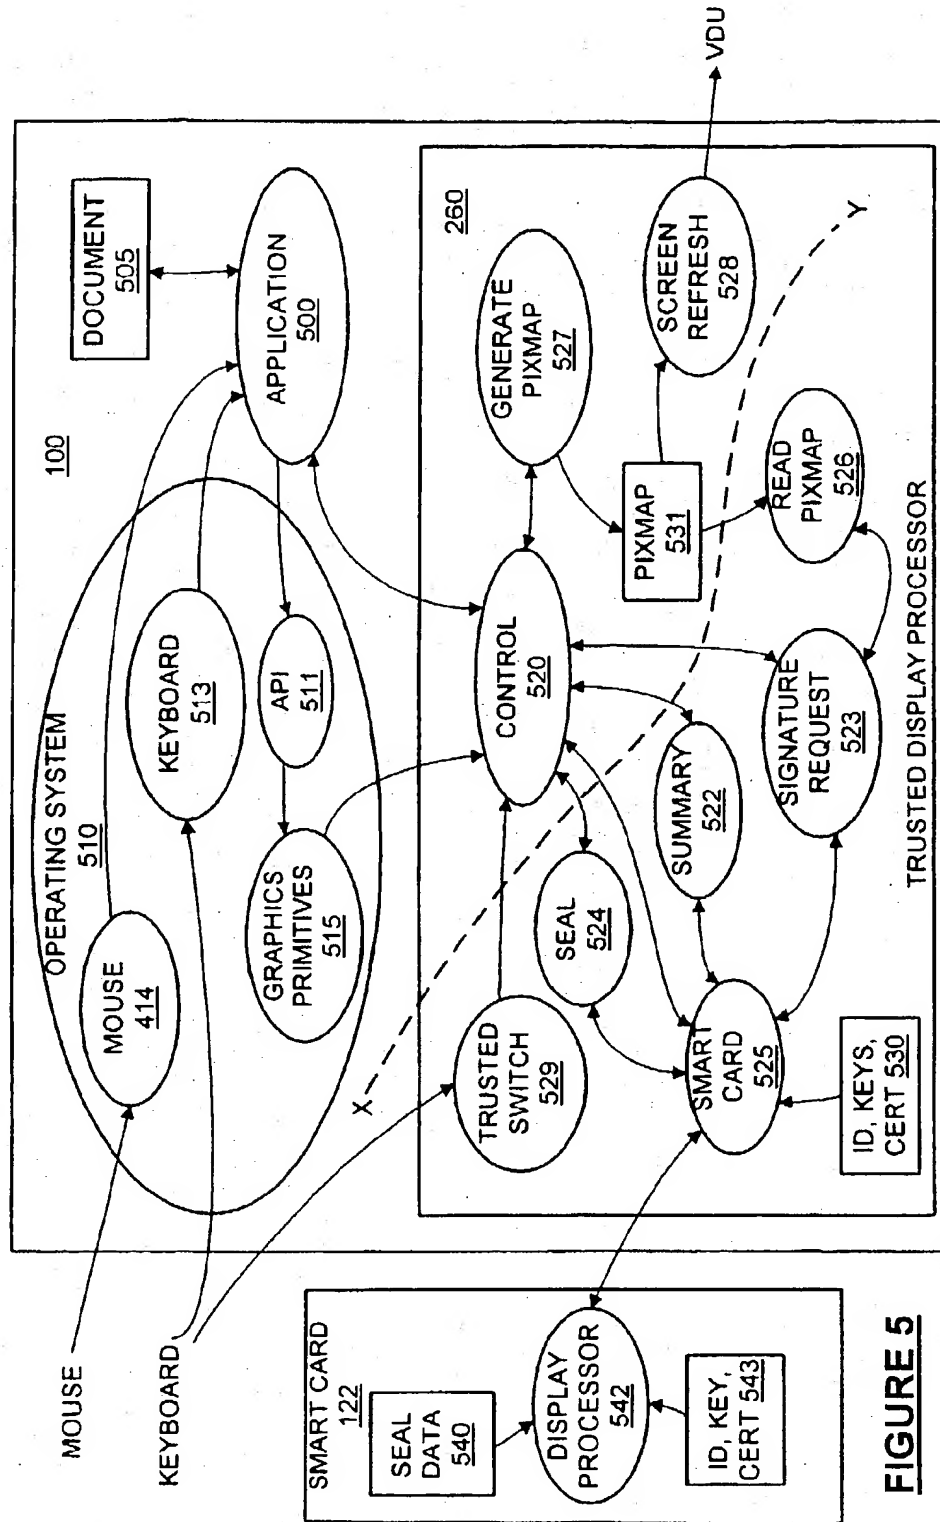 MOUSE
KEYBOARD
100
OPERATING SYSTEM
510
MOUSE
414
KEYBOARD
513
API
511
GRAPHICS
PRIMITIVES
515
DOCUMENT
505
APPLICATION
500
260
TRUSTED
SWITCH
529
CONTROL
520
GENERATE
PIXMAP
527
PIXMAP
531
SCREEN
REFRESH
528
VDU
X
Y
SEAL
524
SUMMARY
522
SIGNATURE
REQUEST
523
READ
PIXMAP
526
SMART
CARD
525
ID, KEYS,
CERT 530
TRUSTED DISPLAY PROCESSOR
SMART CARD
122
SEAL
DATA
540
DISPLAY
PROCESSOR
542
ID, KEY,
CERT 543
FIGURE 5